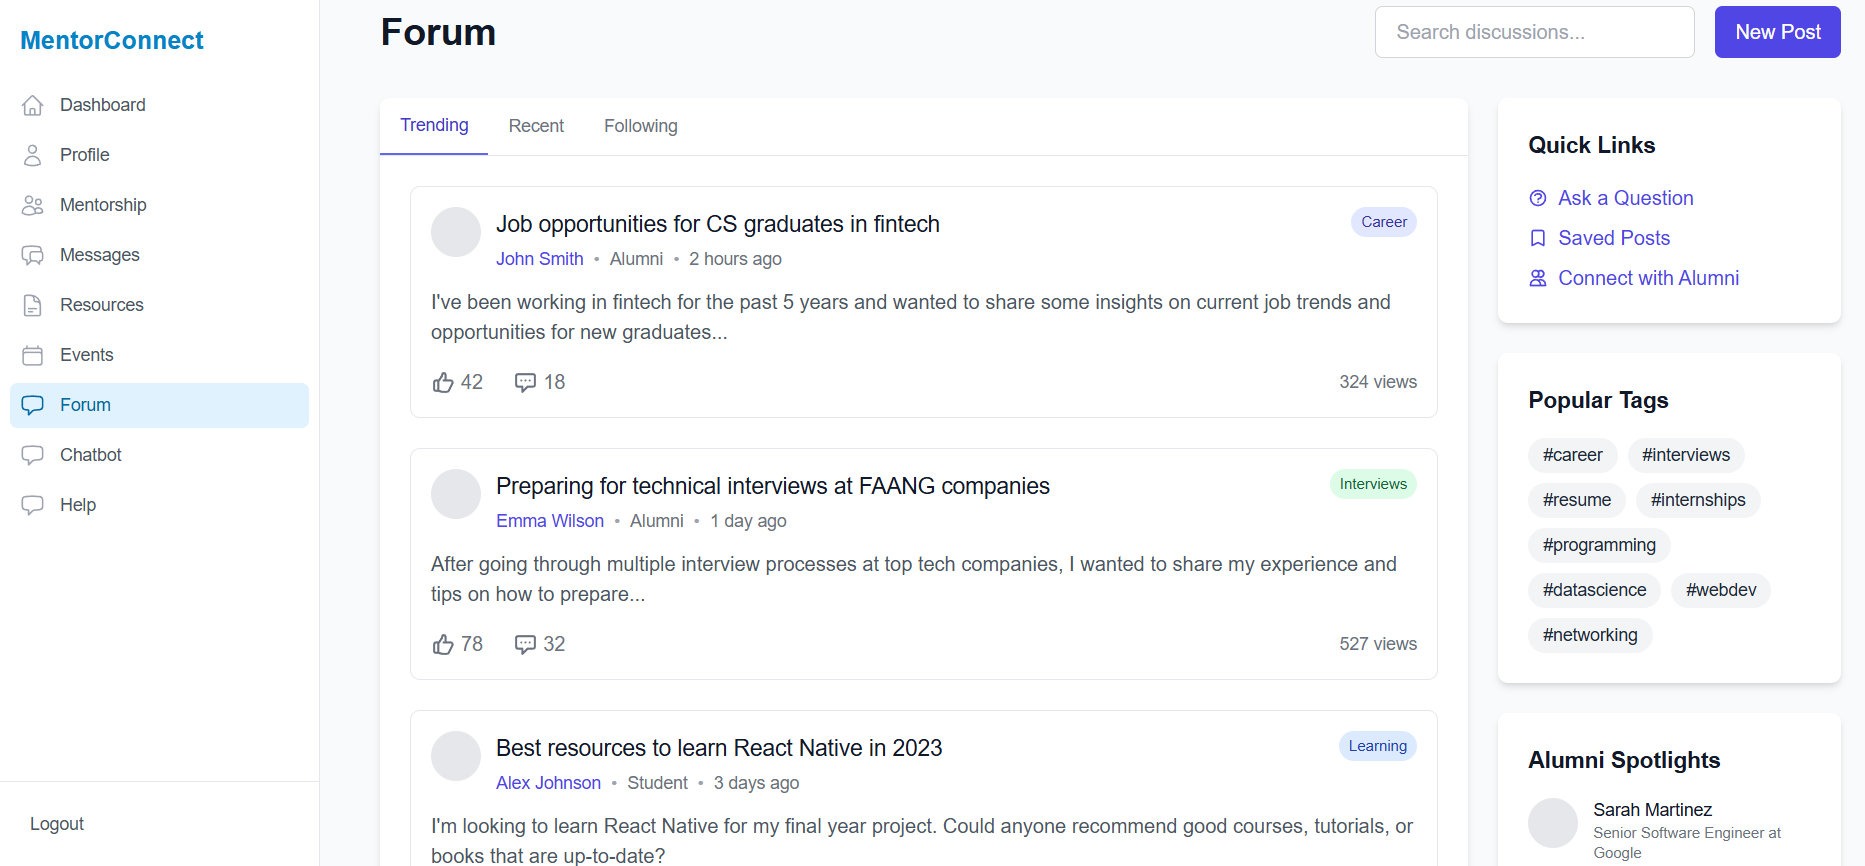 MentorConnect
Dashboard
Profile
Mentorship
Messages
Resources
Events
Forum
Chatbot
Help
Logout
Forum
Search discussions...
New Post
Trending
Recent
Following
Job opportunities for CS graduates in fintech
Career
John Smith • Alumni • 2 hours ago
I've been working in fintech for the past 5 years and wanted to share some insights on current job trends and
opportunities for new graduates...
42
18
324 views
Preparing for technical interviews at FAANG companies
Interviews
Emma Wilson • Alumni • 1 day ago
After going through multiple interview processes at top tech companies, I wanted to share my experience and
tips on how to prepare...
78
32
527 views
Best resources to learn React Native in 2023
Learning
Alex Johnson • Student • 3 days ago
I'm looking to learn React Native for my final year project. Could anyone recommend good courses, tutorials, or
books that are up-to-date?
Quick Links
Ask a Question
Saved Posts
Connect with Alumni
Popular Tags
#career
#interviews
#resume
#internships
#programming
#datascience
#webdev
#networking
Alumni Spotlights
Sarah Martinez
Senior Software Engineer at
Google